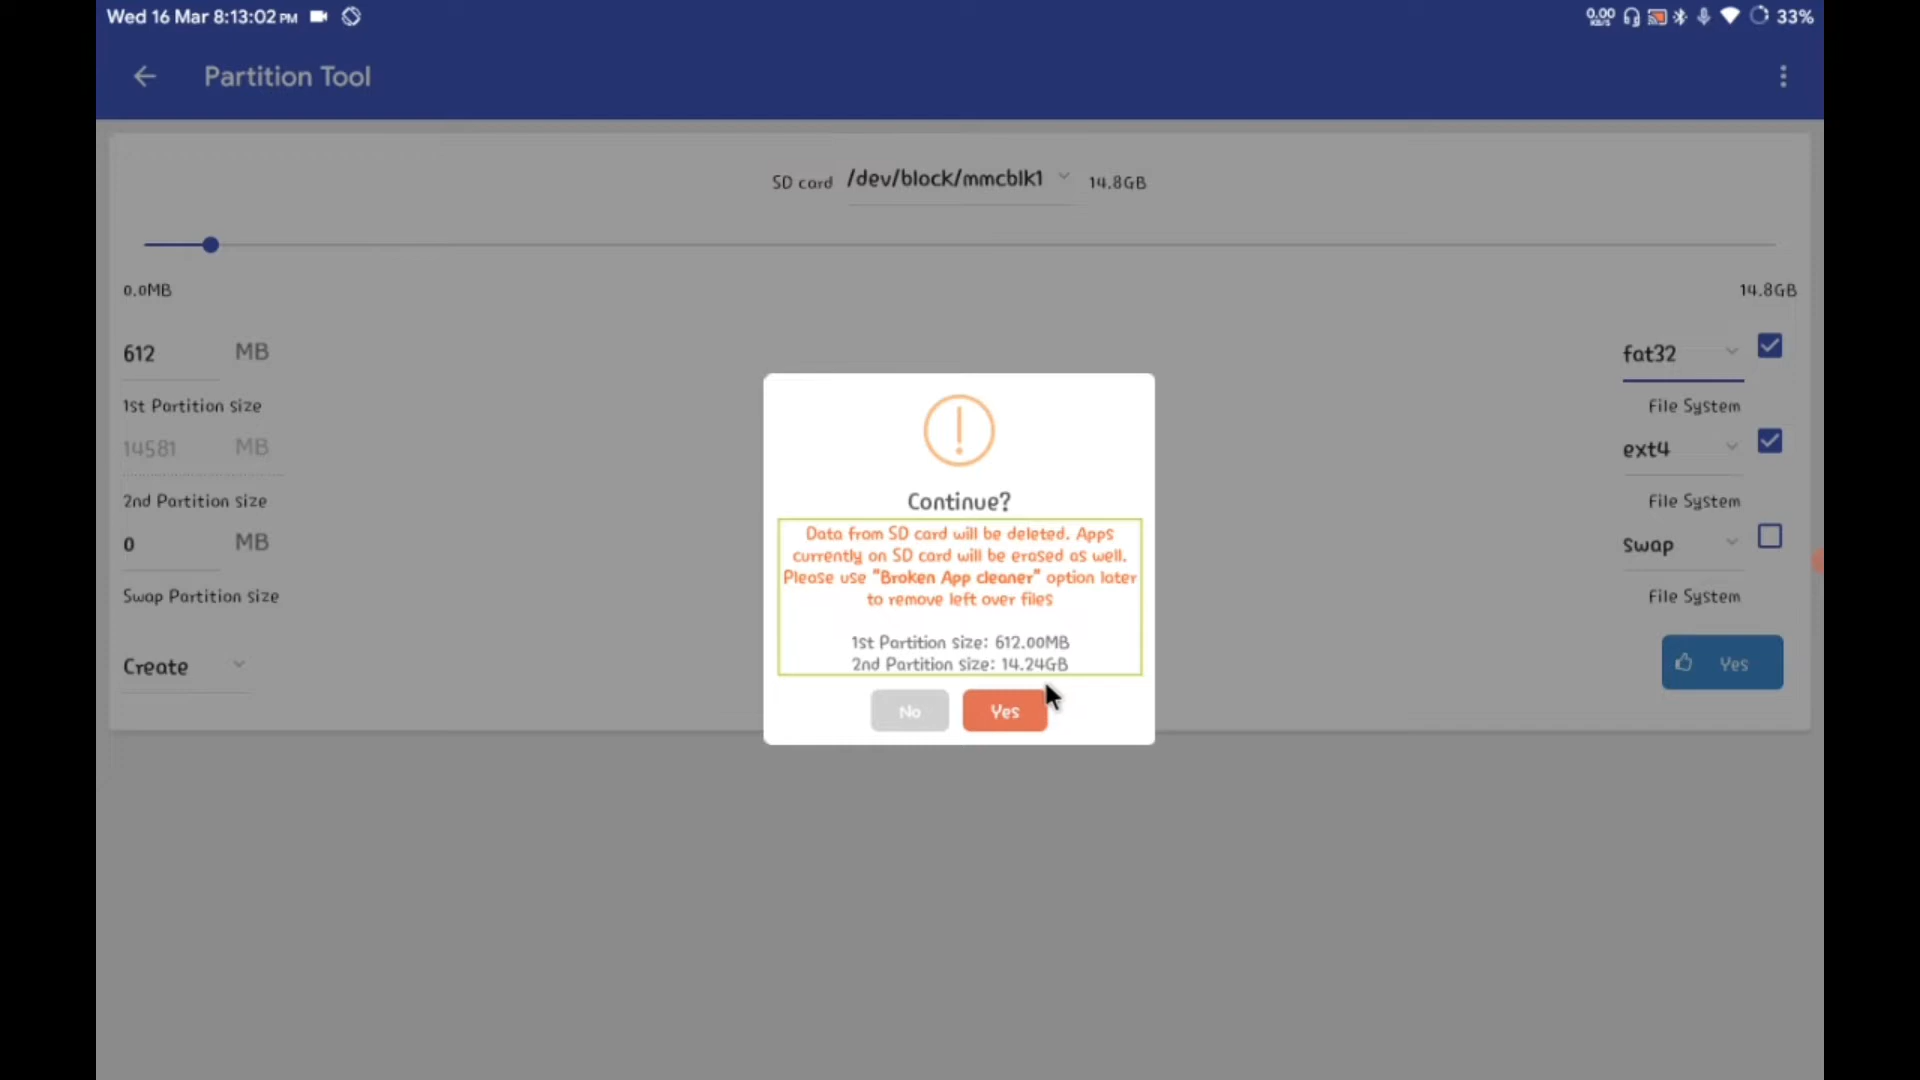 Wed 16 Mar 8:13:02 PM
0.00 KB/S 33%
Partition Tool
SD card /dev/block/mmcblk1 14.8GB
0.0MB 14.8GB
612 MB fat32
1st Partition size File System
14581 MB ext4
2nd Partition size File System
0 MB Swap
Swap Partition size File System
Create Yes
Continue?
Data from SD card will be deleted. Apps
currently on SD card will be erased as well.
Please use "Broken App cleaner" option later
to remove left over files
1st Partition size: 612.00MB
2nd Partition size: 14.24GB
No Yes